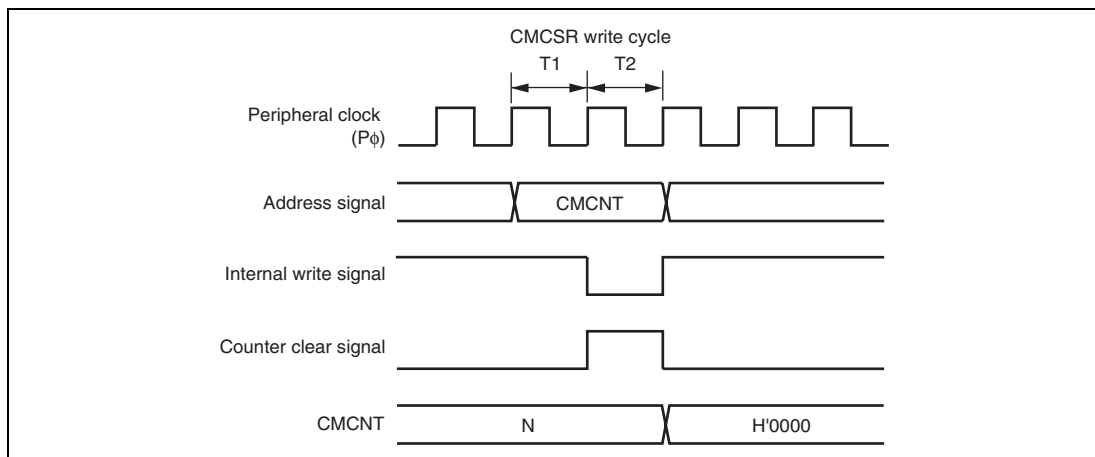 CMCSR write cycle
T1 T2
Peripheral clock
(Pϕ)
Address signal CMCNT
Internal write signal
Counter clear signal
CMCNT N H'0000